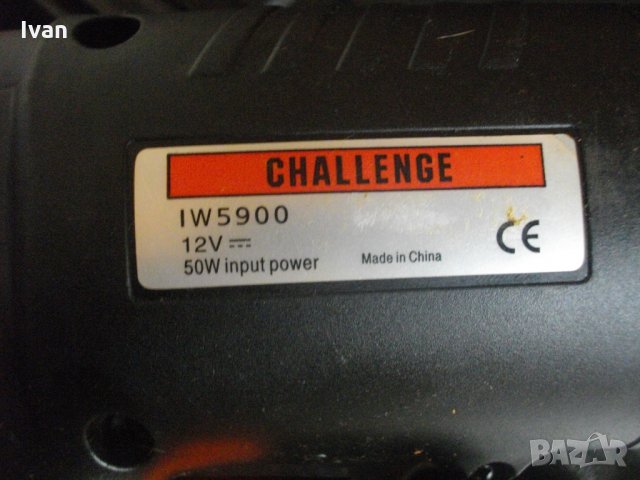 Ivan
CHALLENGE
IW5900
12V ⎓
50W input power
Made in China
CE
BAZAR